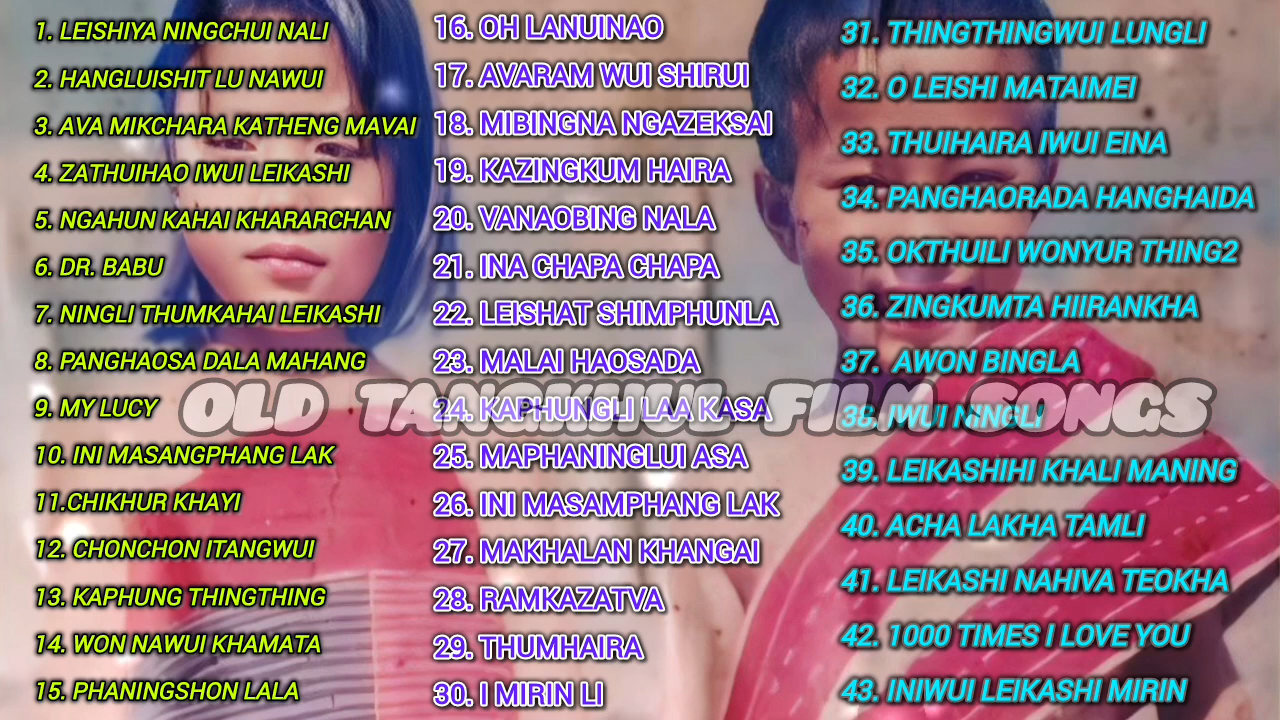 1. LEISHIYA NINGCHUI NALI
2. HANGLUISHIT LU NAWUI
3. AVA MIKCHARA KATHENG MAVAI
4. ZATHUIHAO IWUI LEIKASHI
5. NGAHUN KAHAI KHARARCHAN
6. DR. BABU
7. NINGLI THUMKAHAI LEIKASHI
8. PANGHAOSA DALA MAHANG
9. MY LUCY
10. INI MASANGPHANG LAK
11.CHIKHUR KHAYI
12. CHONCHON ITANGWUI
13. KAPHUNG THINGTHING
14. WON NAWUI KHAMATA
15. PHANINGSHON LALA
16. OH LANUINAO
17. AVARAM WUI SHIRUI
18. MIBINGNA NGAZEKSAI
19. KAZINGKUM HAIRA
20. VANAOBING NALA
21. INA CHAPA CHAPA
22. LEISHAT SHIMPHUNLA
23. MALAI HAOSADA
24. KAPHUNGLI LAA KASA
25. MAPHANINGLUI ASA
26. INI MASAMPHANG LAK
27. MAKHALAN KHANGAI
28. RAMKAZATVA
29. THUMHAIRA
30. I MIRIN LI
31. THINGTHINGWUI LUNGLI
32. O LEISHI MATAIMEI
33. THUIHAIRA IWUI EINA
34. PANGHAORADA HANGHAIDA
35. OKTHUILI WONYUR THING2
36. ZINGKUMTA HIIRANKHA
37. AWON BINGLA
38. IWUI NINGLI
39. LEIKASHIHI KHALI MANING
40. ACHA LAKHA TAMLI
41. LEIKASHI NAHIVA TEOKHA
42. 1000 TIMES I LOVE YOU
43. INIWUI LEIKASHI MIRIN
OLD TANGKHUL FILM SONGS